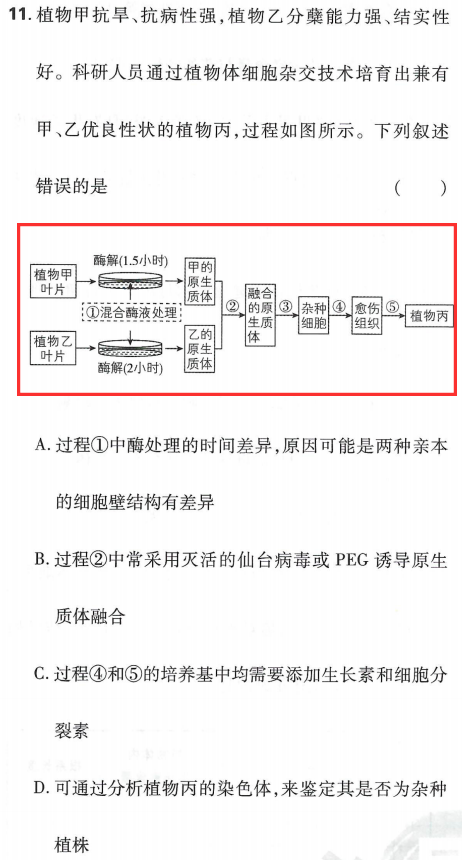 11. 植物甲抗旱、抗病性强,植物乙分蘖能力强、结实性
好。科研人员通过植物体细胞杂交技术培育出兼有
甲、乙优良性状的植物丙,过程如图所示。下列叙述
错误的是 ( )
植物甲
叶片
酶解(1.5小时)
甲的
原生
质体
①混合酶液处理
植物乙
叶片
酶解(2小时)
乙的
原生
质体
②
融合
的原
生质
体
③
杂种
细胞
④
愈伤
组织
⑤
植物丙
A. 过程①中酶处理的时间差异,原因可能是两种亲本
的细胞壁结构有差异
B. 过程②中常采用灭活的仙台病毒或 PEG 诱导原生
质体融合
C. 过程④和⑤的培养基中均需要添加生长素和细胞分
裂素
D. 可通过分析植物丙的染色体,来鉴定其是否为杂种
植株